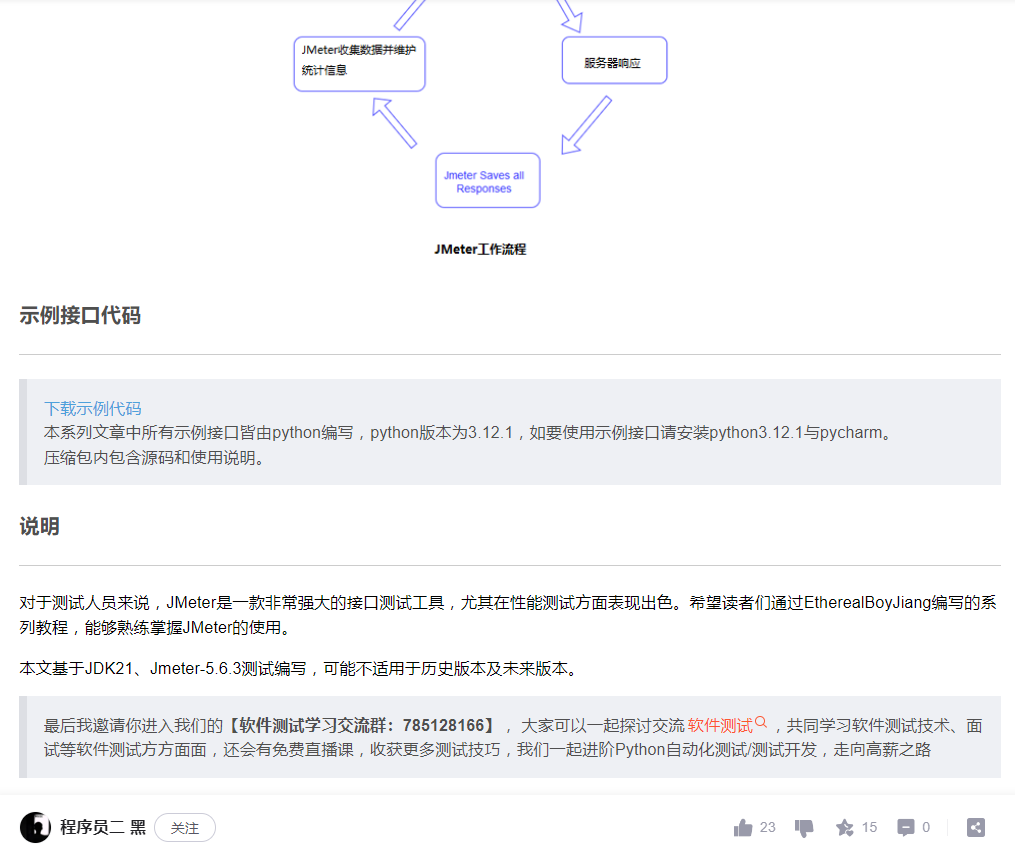 JMeter收集数据并维护
统计信息
服务器响应
Jmeter Saves all
Responses
JMeter工作流程
示例接口代码
下载示例代码
本系列文章中所有示例接口皆由python编写，python版本为3.12.1，如要使用示例接口请安装python3.12.1与pycharm。
压缩包内包含源码和使用说明。
说明
对于测试人员来说，JMeter是一款非常强大的接口测试工具，尤其在性能测试方面表现出色。希望读者们通过EtherealBoyJiang编写的系
列教程，能够熟练掌握JMeter的使用。
本文基于JDK21、Jmeter-5.6.3测试编写，可能不适用于历史版本及未来版本。
最后我邀请你进入我们的【软件测试学习交流群：785128166】， 大家可以一起探讨交流 软件测试，共同学习软件测试技术、面
试等软件测试方方面面，还会有免费直播课，收获更多测试技巧，我们一起进阶Python自动化测试/测试开发，走向高薪之路
程序员二 黑 关注 23 15 0